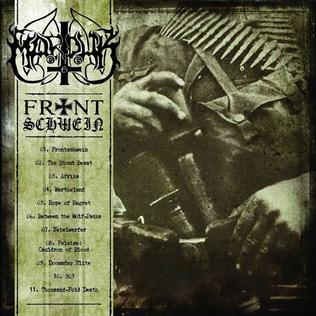 MARDUK
FRONT
SCHWEIN
01. Frontschwein
02. The Blond Beast
03. Afrika
04. Wartheland
05. Rope of Regret
06. Between the Wolf-Packs
07. Nebelwerfer
08. Falaise:
Cauldron of Blood
09. Doomsday Elite
10. 503
11. Thousand-Fold Death